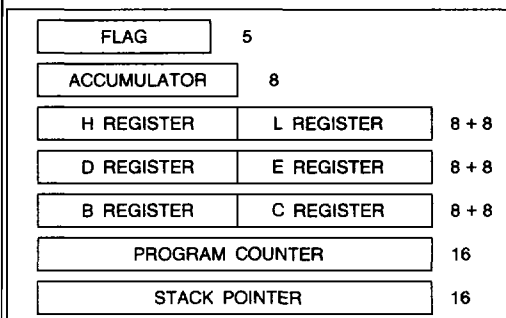 FLAG 5
ACCUMULATOR 8
H REGISTER L REGISTER 8 + 8
D REGISTER E REGISTER 8 + 8
B REGISTER C REGISTER 8 + 8
PROGRAM COUNTER 16
STACK POINTER 16